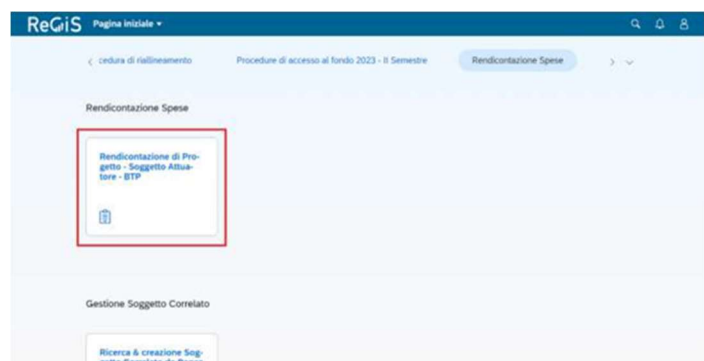 ReGiS Pagina iniziale
cedura di riallineamento Procedure di accesso al fondo 2023 - II Semestre Rendicontazione Spese
Rendicontazione Spese
Rendicontazione di Pro-
getto - Soggetto Attua-
tore - BTP
Gestione Soggetto Correlato
Ricerca & creazione Sog-